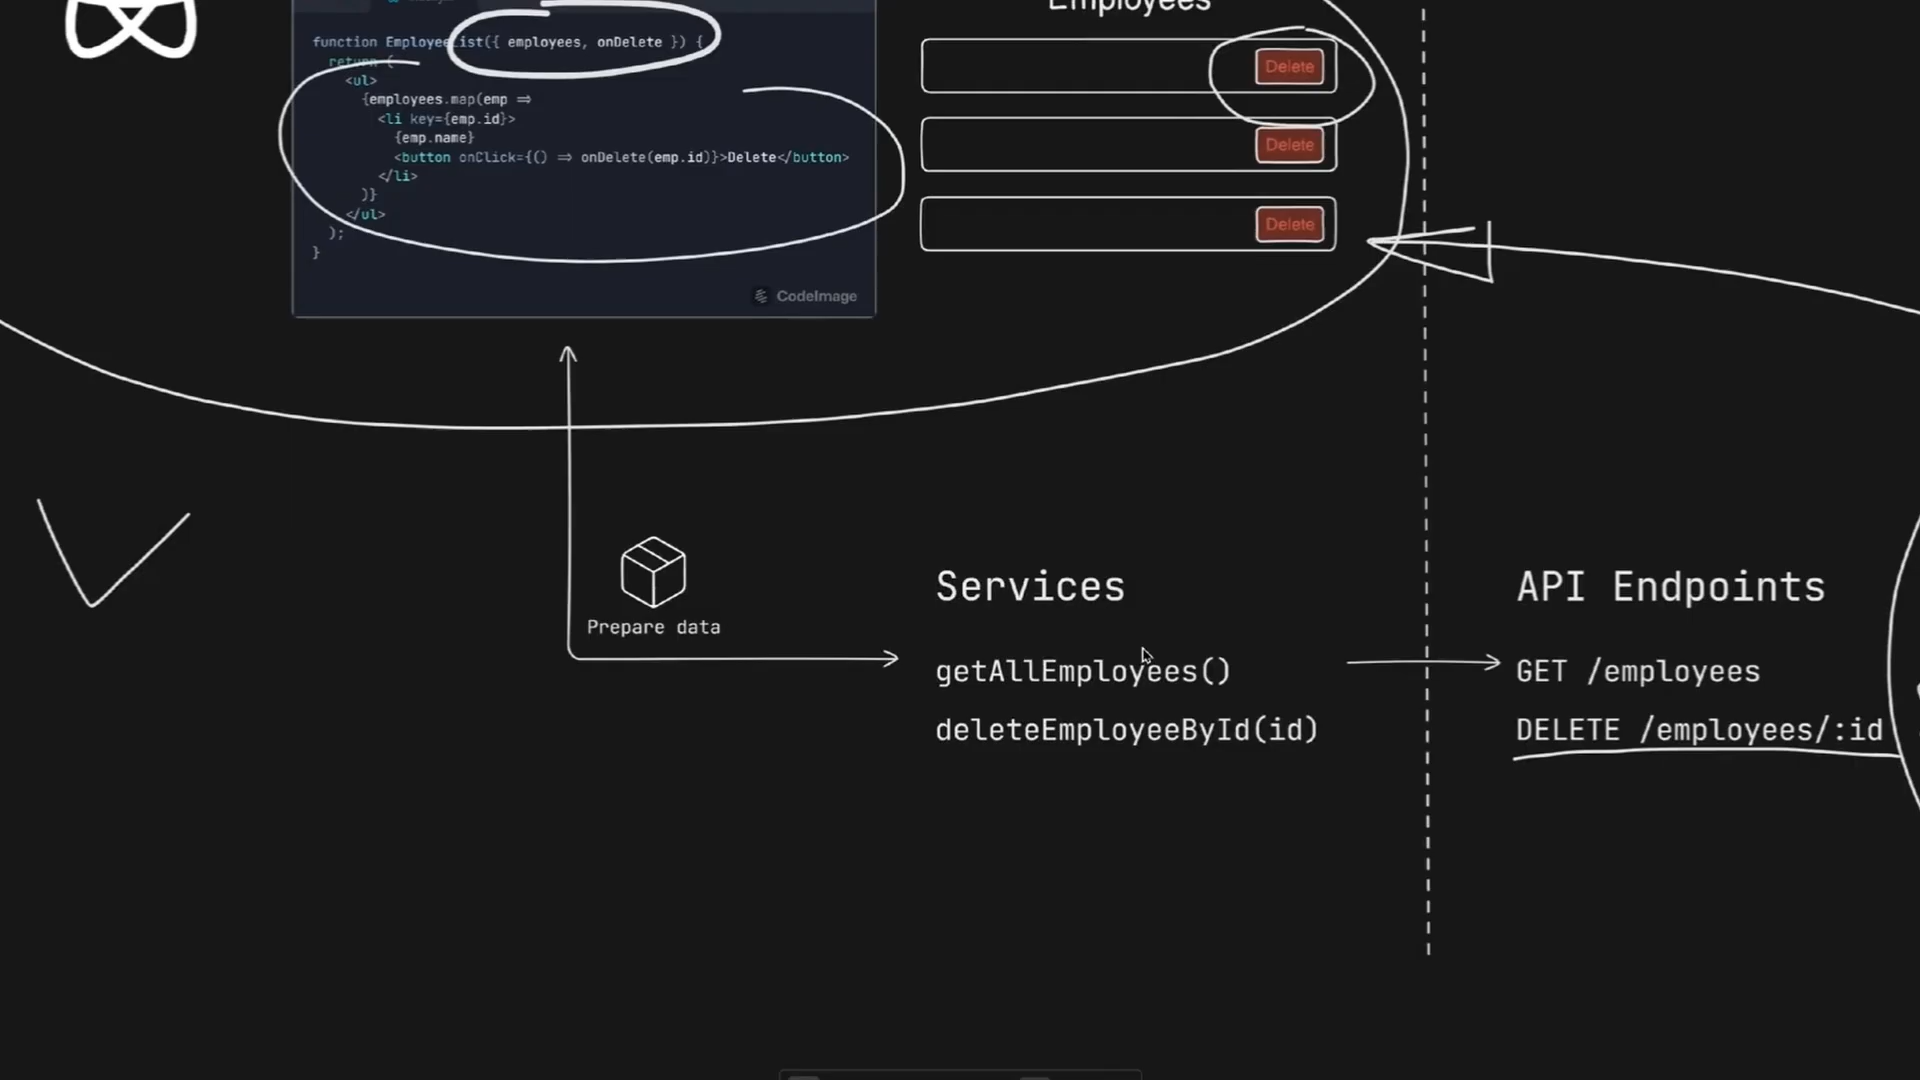 Employees
function EmployeeList({ employees, onDelete }) {
return (
<ul>
{employees.map(emp =>
<li key={emp.id}>
{emp.name}
<button onClick={() => onDelete(emp.id)}>Delete</button>
</li>
)}
</ul>
);
}
CodeImage
Delete
Delete
Delete
Prepare data
Services
getAllEmployees()
deleteEmployeeById(id)
API Endpoints
GET /employees
DELETE /employees/:id